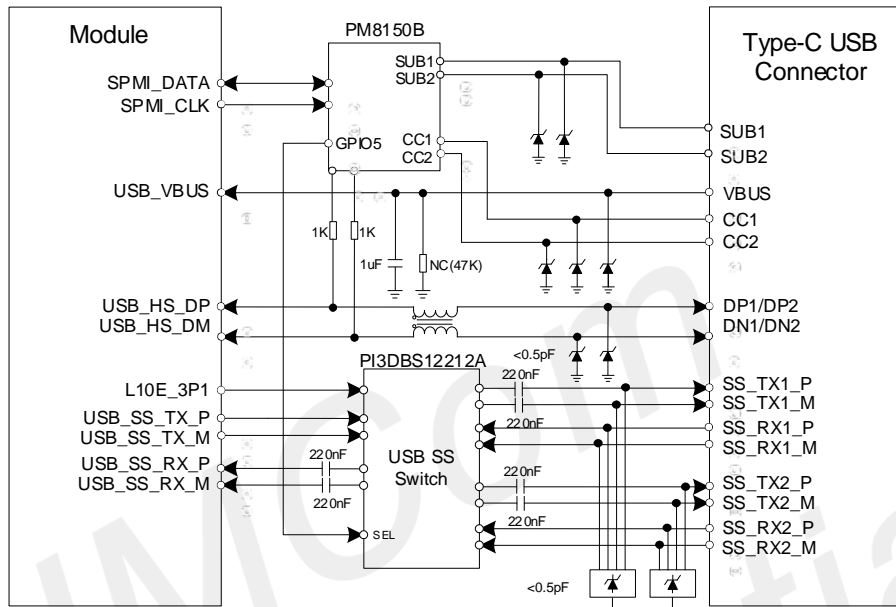 PM8150B
Module
Type-C USB
Connector
SUB1
SUB2
SPMI_DATA
SPMI_CLK
GPIO5
CC1
CC2
SUB1
SUB2
USB_VBUS
VBUS
CC1
CC2
1K
1K
1uF
NC(47K)
USB_HS_DP
USB_HS_DM
DP1/DP2
DN1/DN2
PI3DBS12212A
<0.5pF
220nF
220nF
L10E_3P1
USB_SS_TX_P
USB_SS_TX_M
USB_SS_RX_P
USB_SS_RX_M
220nF
220nF
USB SS
Switch
SEL
220nF
220nF
SS_TX1_P
SS_TX1_M
SS_RX1_P
SS_RX1_M
SS_TX2_P
SS_TX2_M
SS_RX2_P
SS_RX2_M
<0.5pF